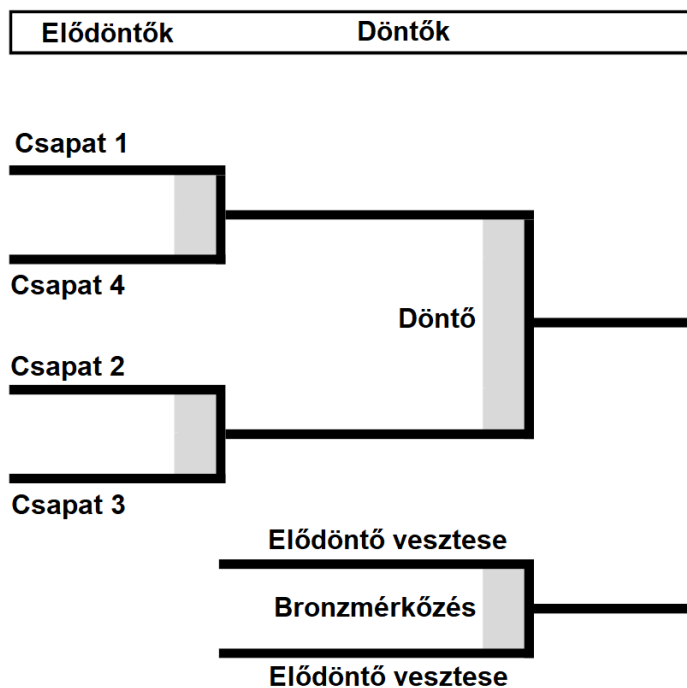 Elődöntők Döntők
Csapat 1
Csapat 4
Döntő
Csapat 2
Csapat 3
Elődöntő vesztese
Bronzmérkőzés
Elődöntő vesztese